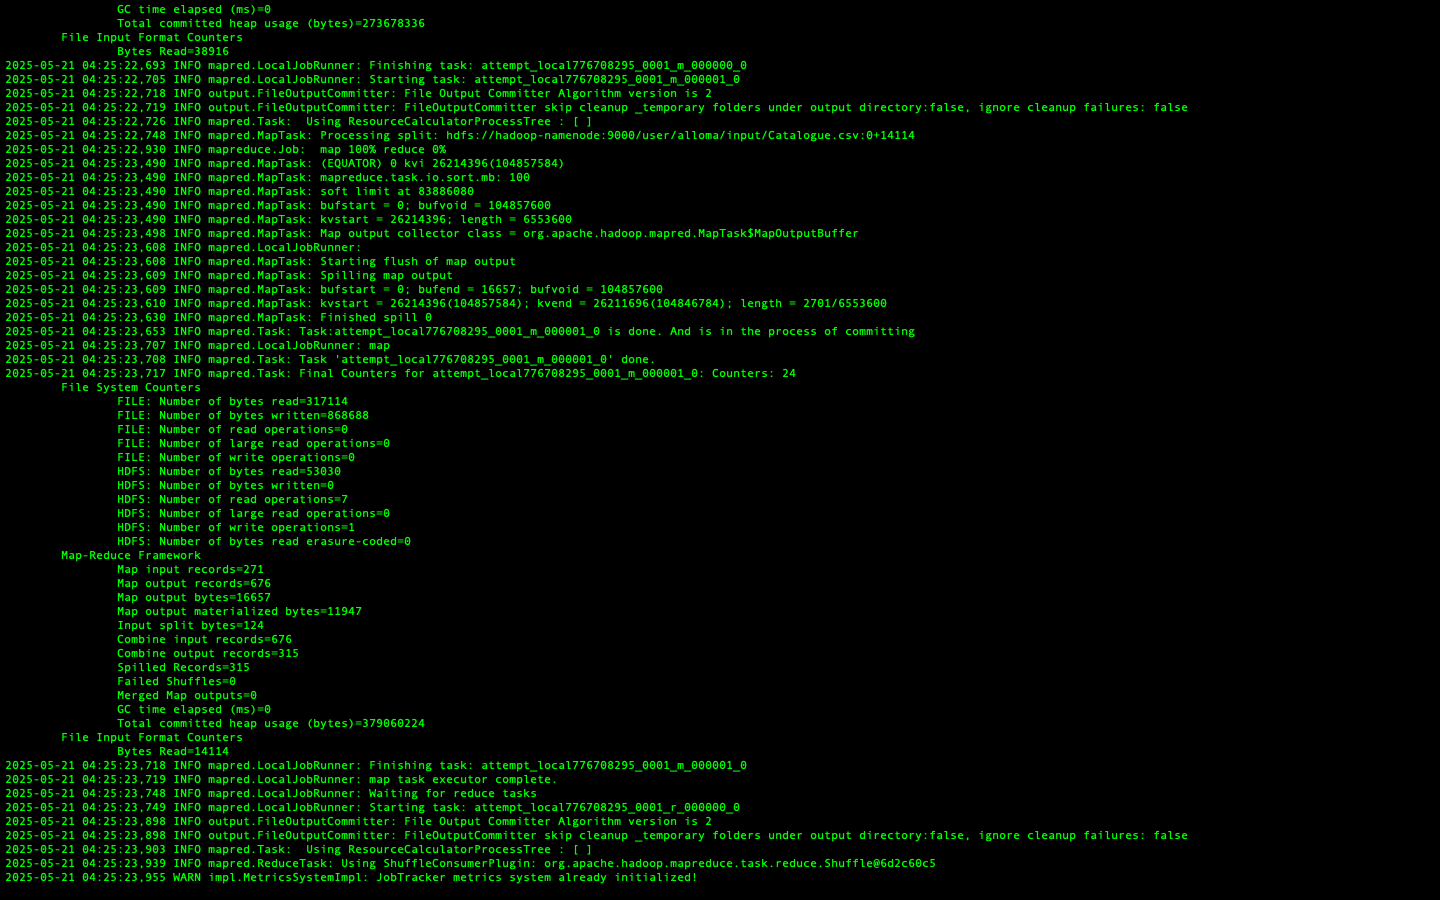 GC time elapsed (ms)=0
Total committed heap usage (bytes)=273678336
File Input Format Counters
Bytes Read=38916
2025-05-21 04:25:22,693 INFO mapred.LocalJobRunner: Finishing task: attempt_local776708295_0001_m_000000_0
2025-05-21 04:25:22,705 INFO mapred.LocalJobRunner: Starting task: attempt_local776708295_0001_m_000001_0
2025-05-21 04:25:22,718 INFO output.FileOutputCommitter: File Output Committer Algorithm version is 2
2025-05-21 04:25:22,719 INFO output.FileOutputCommitter: FileOutputCommitter skip cleanup _temporary folders under output directory:false, ignore cleanup failures: false
2025-05-21 04:25:22,726 INFO mapred.Task:  Using ResourceCalculatorProcessTree : [ ]
2025-05-21 04:25:22,748 INFO mapred.MapTask: Processing split: hdfs://hadoop-namenode:9000/user/alloma/input/Catalogue.csv:0+14114
2025-05-21 04:25:22,930 INFO mapreduce.Job:  map 100% reduce 0%
2025-05-21 04:25:23,490 INFO mapred.MapTask: (EQUATOR) 0 kvi 26214396(104857584)
2025-05-21 04:25:23,490 INFO mapred.MapTask: mapreduce.task.io.sort.mb: 100
2025-05-21 04:25:23,490 INFO mapred.MapTask: soft limit at 83886080
2025-05-21 04:25:23,490 INFO mapred.MapTask: bufstart = 0; bufvoid = 104857600
2025-05-21 04:25:23,490 INFO mapred.MapTask: kvstart = 26214396; length = 6553600
2025-05-21 04:25:23,498 INFO mapred.MapTask: Map output collector class = org.apache.hadoop.mapred.MapTask$MapOutputBuffer
2025-05-21 04:25:23,608 INFO mapred.LocalJobRunner:
2025-05-21 04:25:23,608 INFO mapred.MapTask: Starting flush of map output
2025-05-21 04:25:23,609 INFO mapred.MapTask: Spilling map output
2025-05-21 04:25:23,609 INFO mapred.MapTask: bufstart = 0; bufend = 16657; bufvoid = 104857600
2025-05-21 04:25:23,610 INFO mapred.MapTask: kvstart = 26214396(104857584); kvend = 26211696(104846784); length = 2701/6553600
2025-05-21 04:25:23,630 INFO mapred.MapTask: Finished spill 0
2025-05-21 04:25:23,653 INFO mapred.Task: Task:attempt_local776708295_0001_m_000001_0 is done. And is in the process of committing
2025-05-21 04:25:23,707 INFO mapred.LocalJobRunner: map
2025-05-21 04:25:23,708 INFO mapred.Task: Task 'attempt_local776708295_0001_m_000001_0' done.
2025-05-21 04:25:23,717 INFO mapred.Task: Final Counters for attempt_local776708295_0001_m_000001_0: Counters: 24
File System Counters
FILE: Number of bytes read=317114
FILE: Number of bytes written=868688
FILE: Number of read operations=0
FILE: Number of large read operations=0
FILE: Number of write operations=0
HDFS: Number of bytes read=53030
HDFS: Number of bytes written=0
HDFS: Number of read operations=7
HDFS: Number of large read operations=0
HDFS: Number of write operations=1
HDFS: Number of bytes read erasure-coded=0
Map-Reduce Framework
Map input records=271
Map output records=676
Map output bytes=16657
Map output materialized bytes=11947
Input split bytes=124
Combine input records=676
Combine output records=315
Spilled Records=315
Failed Shuffles=0
Merged Map outputs=0
GC time elapsed (ms)=0
Total committed heap usage (bytes)=379060224
File Input Format Counters
Bytes Read=14114
2025-05-21 04:25:23,718 INFO mapred.LocalJobRunner: Finishing task: attempt_local776708295_0001_m_000001_0
2025-05-21 04:25:23,719 INFO mapred.LocalJobRunner: map task executor complete.
2025-05-21 04:25:23,748 INFO mapred.LocalJobRunner: Waiting for reduce tasks
2025-05-21 04:25:23,749 INFO mapred.LocalJobRunner: Starting task: attempt_local776708295_0001_r_000000_0
2025-05-21 04:25:23,898 INFO output.FileOutputCommitter: File Output Committer Algorithm version is 2
2025-05-21 04:25:23,898 INFO output.FileOutputCommitter: FileOutputCommitter skip cleanup _temporary folders under output directory:false, ignore cleanup failures: false
2025-05-21 04:25:23,903 INFO mapred.Task:  Using ResourceCalculatorProcessTree : [ ]
2025-05-21 04:25:23,939 INFO mapred.ReduceTask: Using ShuffleConsumerPlugin: org.apache.hadoop.mapreduce.task.reduce.Shuffle@6d2c60c5
2025-05-21 04:25:23,955 WARN impl.MetricsSystemImpl: JobTracker metrics system already initialized!